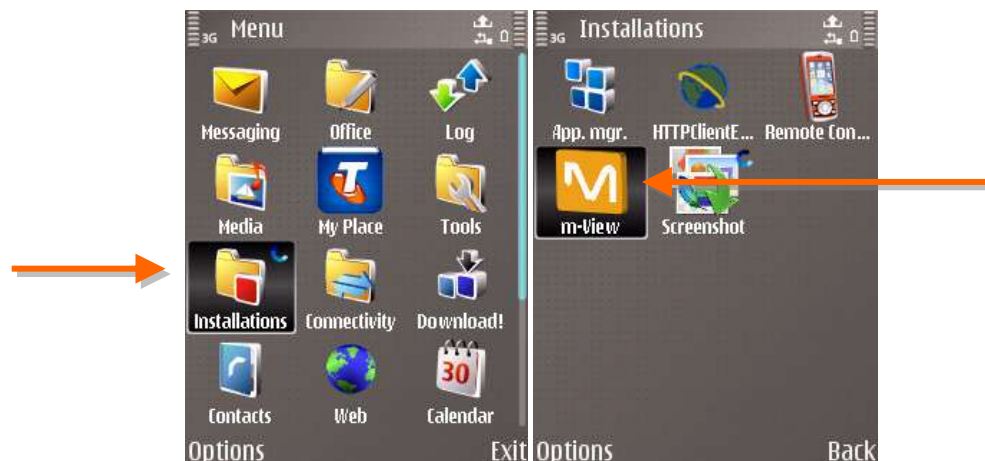 3G Menu
Messaging Office Log
Media My Place Tools
Installations Connectivity Download!
30
Contacts Web Calendar
Options Exit
3G Installations
App. mgr. HTTPClientE... Remote Con...
m-View Screenshot
Options Back